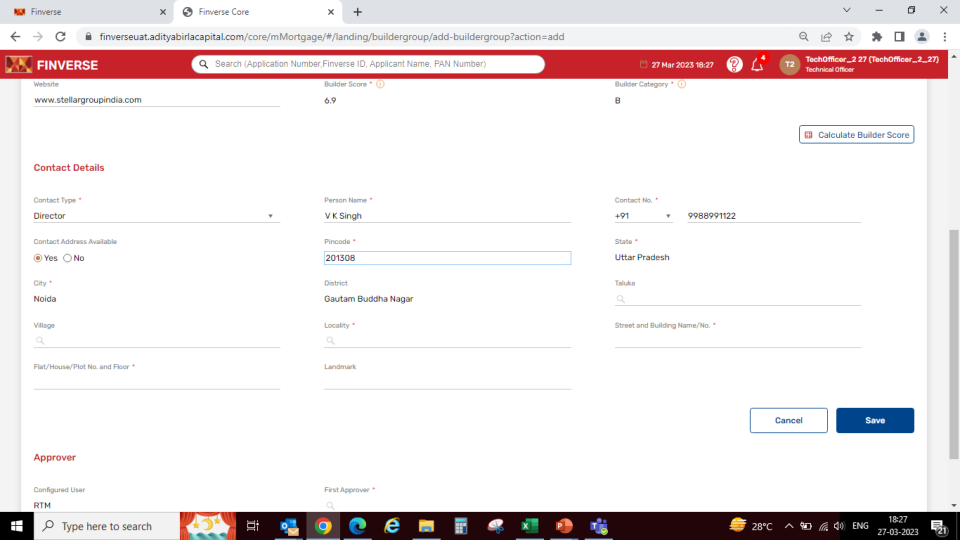 Finverse
Finverse Core
finverseuat.adityabirlacapital.com/core/mMortgage/#/landing/buildergroup/add-buildergroup?action=add
FINVERSE
Search (Application Number,Finverse ID, Applicant Name, PAN Number)
27 Mar 2023 18:27
4
T2
TechOfficer_2 27 (TechOfficer_2_27)
Technical Officer
Website
Builder Score *
Builder Category *
www.stellargroupindia.com
6.9
B
Calculate Builder Score
Contact Details
Contact Type *
Person Name *
Contact No. *
Director
V K Singh
+91
9988991122
Contact Address Available
Pincode *
State *
Yes
No
201308
Uttar Pradesh
City *
District
Taluka
Noida
Gautam Buddha Nagar
Village
Locality *
Street and Building Name/No. *
Flat/House/Plot No. and Floor *
Landmark
Cancel
Save
Approver
Configured User
First Approver *
RTM
Type here to search
28°C
ENG
18:27
27-03-2023
21